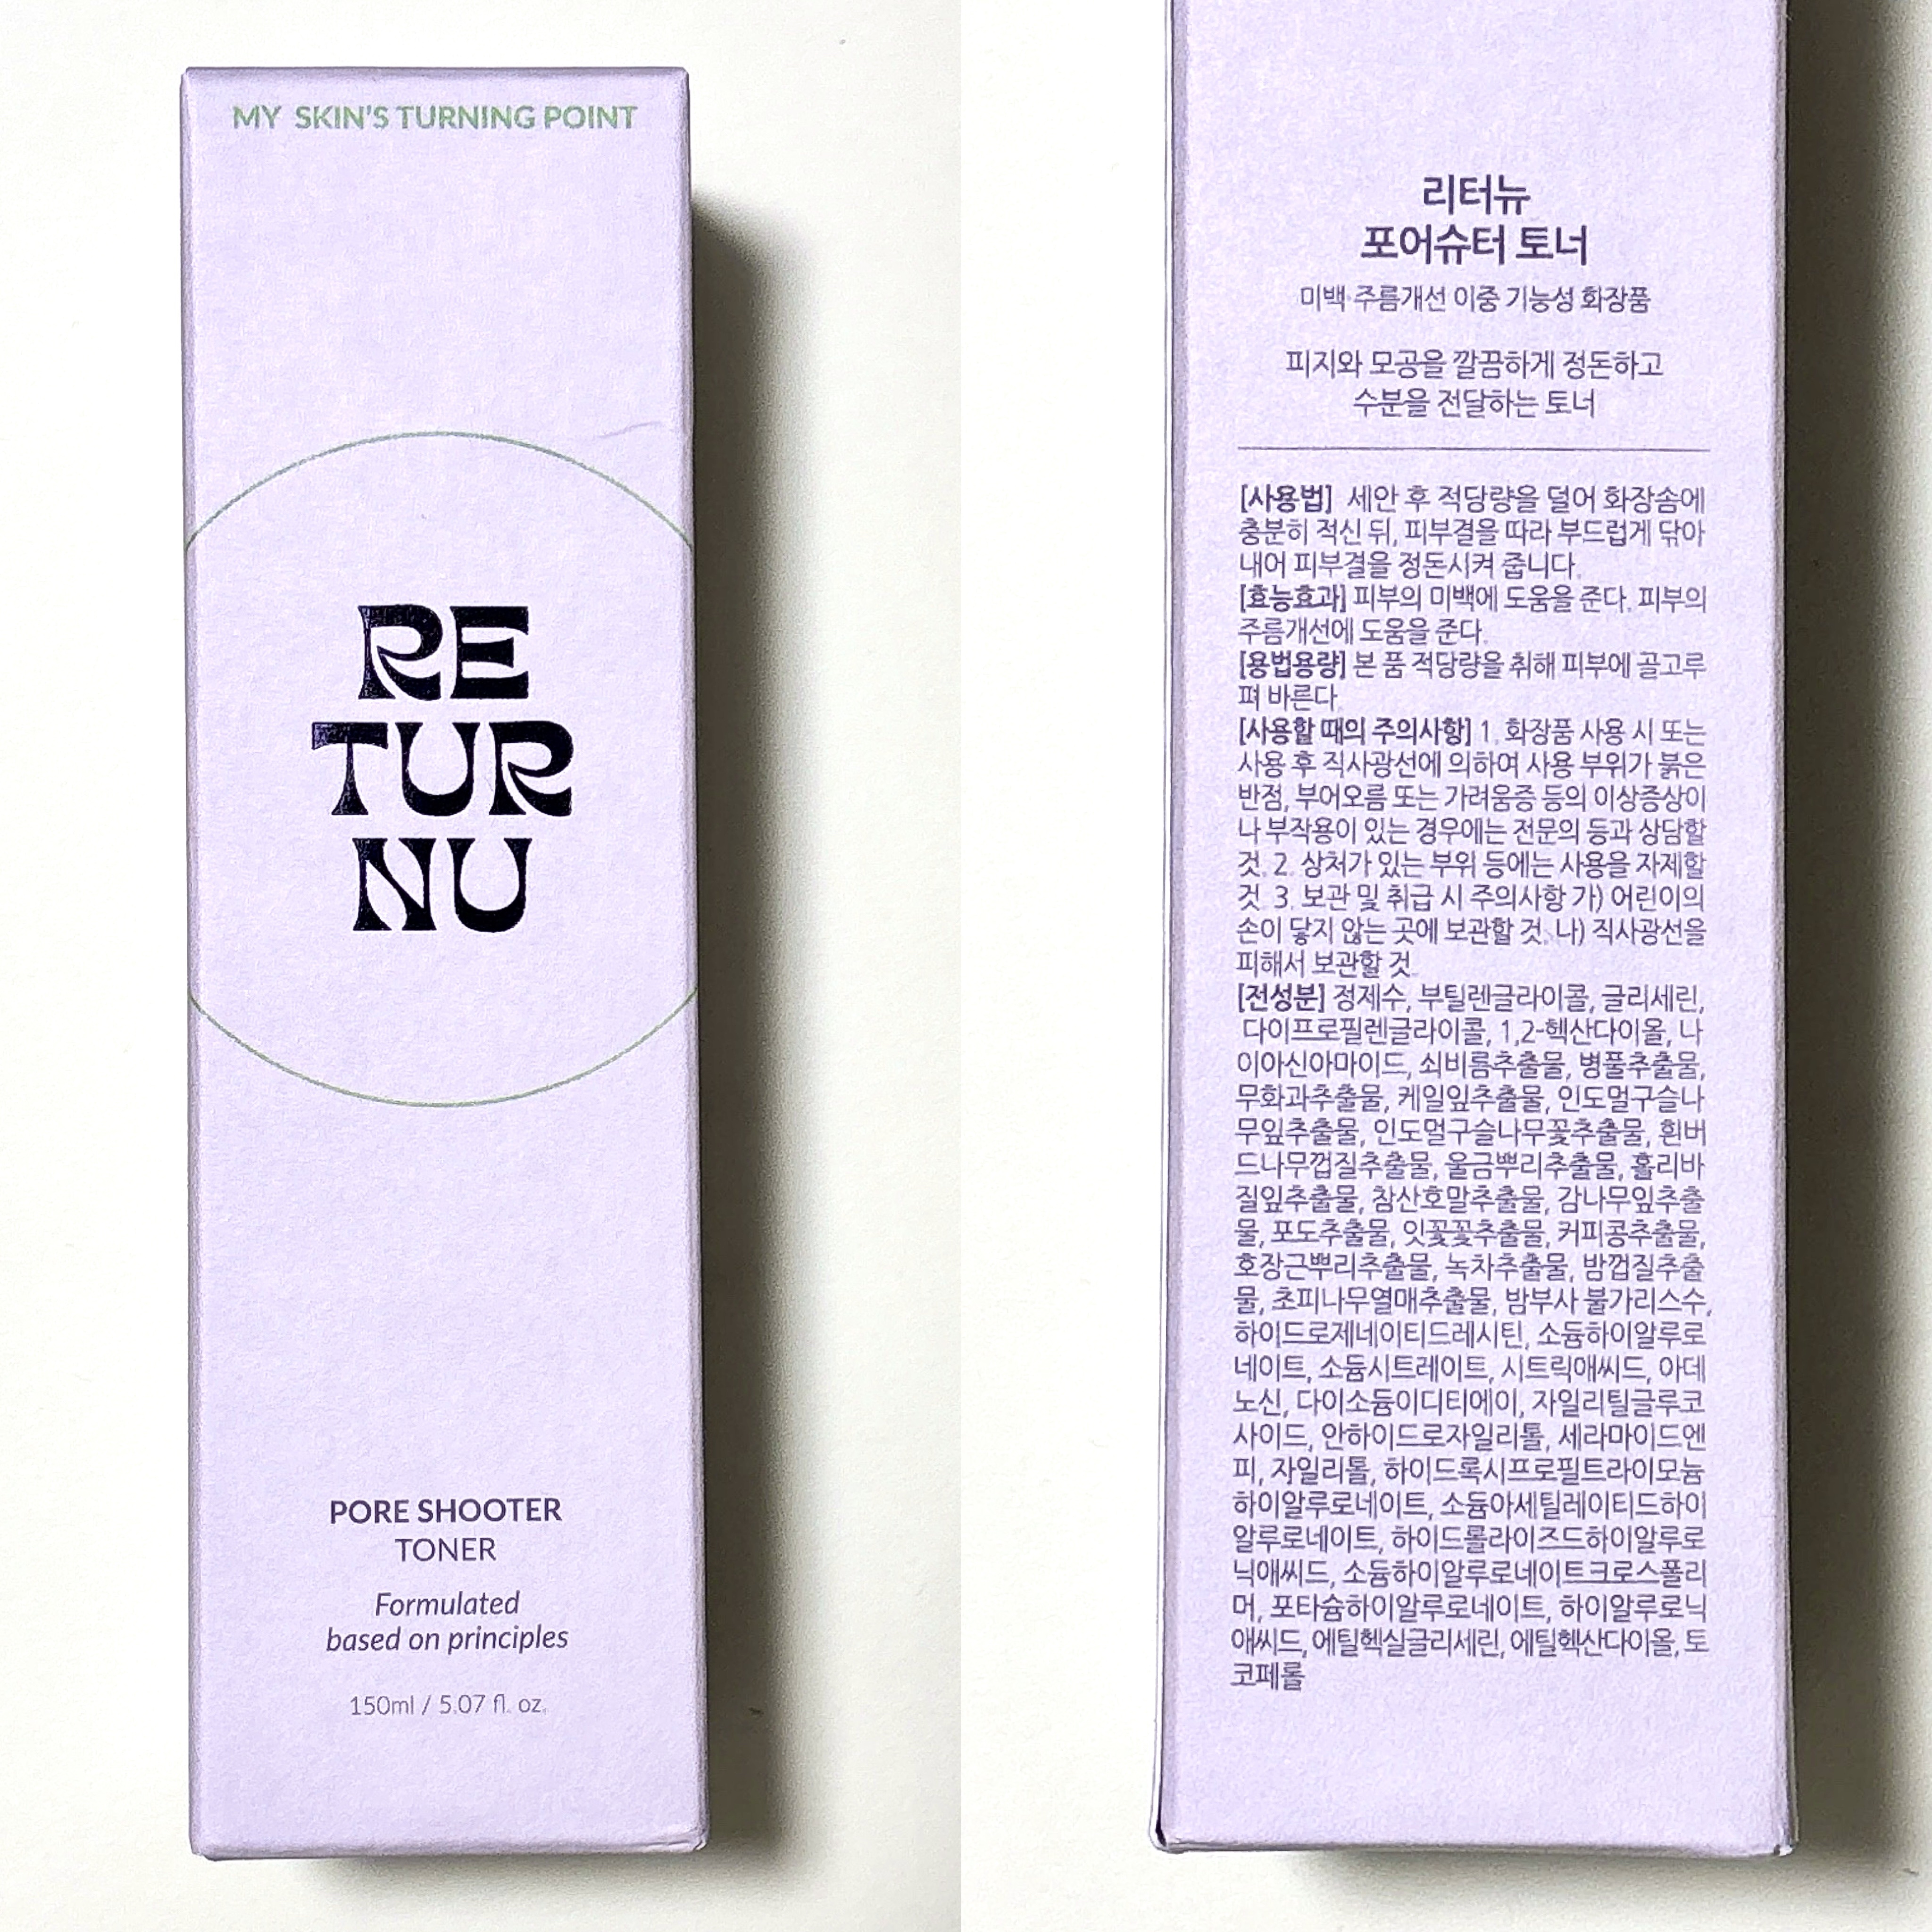 MY SKIN'S TURNING POINT
RE
TUR
NU
PORE SHOOTER
TONER
Formulated
based on principles
150ml / 5.07 fl. oz.
리터뉴
포어슈터 토너
미백·주름개선 이중 기능성 화장품
피지와 모공을 깔끔하게 정돈하고
수분을 전달하는 토너
[사용법] 세안 후 적당량을 덜어 화장솜에
충분히 적신 뒤, 피부결을 따라 부드럽게 닦아
내어 피부결을 정돈시켜 줍니다.
[효능효과] 피부의 미백에 도움을 준다. 피부의
주름개선에 도움을 준다.
[용법용량] 본 품 적당량을 취해 피부에 골고루
펴 바른다.
[사용할 때의 주의사항] 1. 화장품 사용 시 또는
사용 후 직사광선에 의하여 사용 부위가 붉은
반점, 부어오름 또는 가려움증 등의 이상증상이
나 부작용이 있는 경우에는 전문의 등과 상담할
것. 2. 상처가 있는 부위 등에는 사용을 자제할
것. 3. 보관 및 취급 시 주의사항 가) 어린이의
손이 닿지 않는 곳에 보관할 것. 나) 직사광선을
피해서 보관할 것.
[전성분] 정제수, 부틸렌글라이콜, 글리세린,
다이프로필렌글라이콜, 1,2-헥산다이올, 나
이아신아마이드, 쇠비름추출물, 병풀추출물,
무화과추출물, 케일잎추출물, 인도멀구슬나
무잎추출물, 인도멀구슬나무꽃추출물, 흰버
드나무껍질추출물, 울금뿌리추출물, 홀리바
질잎추출물, 참산호말추출물, 감나무잎추출
물, 포도추출물, 잇꽃꽃추출물, 커피콩추출물,
호장근뿌리추출물, 녹차추출물, 밤껍질추출
물, 초피나무열매추출물, 밤부사 불가리스수,
하이드로제네이티드레시틴, 소듐하이알루로
네이트, 소듐시트레이트, 시트릭애씨드, 아데
노신, 다이소듐이디티에이, 자일리틸글루코
사이드, 안하이드로자일리톨, 세라마이드엔
피, 자일리톨, 하이드록시프로필트라이모늄
하이알루로네이트, 소듐아세틸레이티드하이
알루로네이트, 하이드롤라이즈드하이알루로
닉애씨드, 소듐하이알루로네이트크로스폴리
머, 포타슘하이알루로네이트, 하이알루로닉
애씨드, 에틸헥실글리세린, 에틸헥산다이올, 토
코페롤